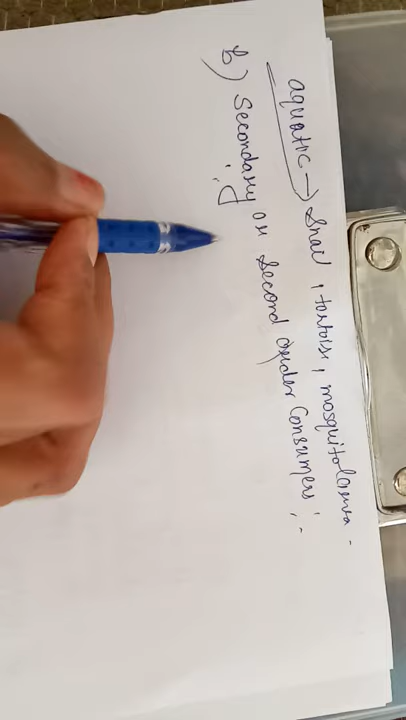 aquatic → Snail, tortoise, mosquito larva -
B) Secondary or Second order Consumers :-